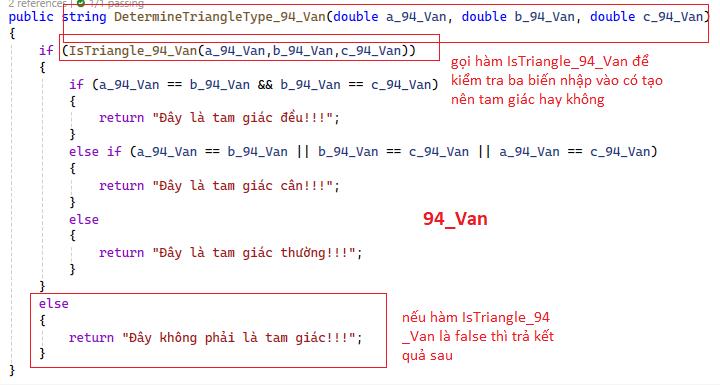 2 references | 1/1 passing
public string DetermineTriangleType_94_Van(double a_94_Van, double b_94_Van, double c_94_Van)
{
if (IsTriangle_94_Van(a_94_Van,b_94_Van,c_94_Van))
gọi hàm IsTriangle_94_Van để
kiểm tra ba biến nhập vào có tạo
nên tam giác hay không
{
if (a_94_Van == b_94_Van && b_94_Van == c_94_Van)
{
return "Đây là tam giác đều!!!";
}
else if (a_94_Van == b_94_Van || b_94_Van == c_94_Van || a_94_Van == c_94_Van)
{
return "Đây là tam giác cân!!!";
}
else
94_Van
{
return "Đây là tam giác thường!!!";
}
}
else
{
return "Đây không phải là tam giác!!!";
}
nếu hàm IsTriangle_94
_Van là false thì trả kết
quả sau
}